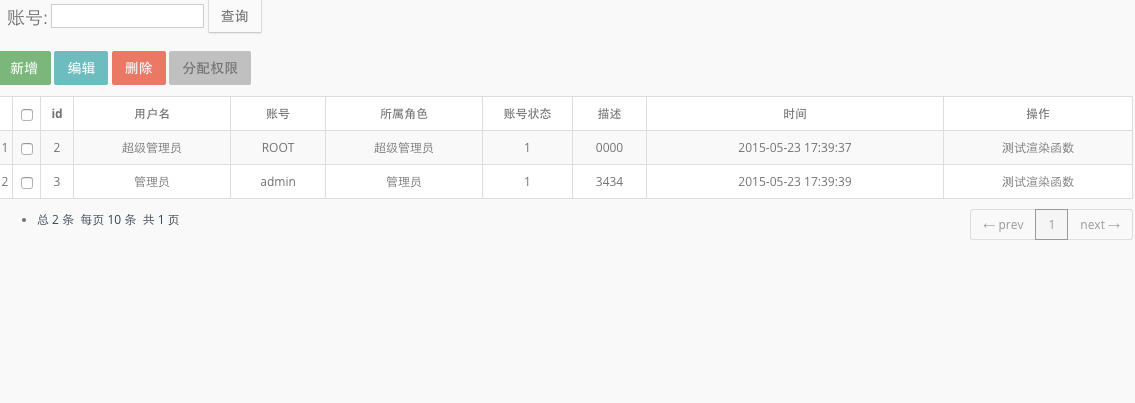 账号: 查询
新增 编辑 删除 分配权限
id 用户名 账号 所属角色 账号状态 描述 时间 操作
1 2 超级管理员 ROOT 超级管理员 1 0000 2015-05-23 17:39:37 测试渲染函数
2 3 管理员 admin 管理员 1 3434 2015-05-23 17:39:39 测试渲染函数
• 总 2 条 每页 10 条 共 1 页 ← prev 1 next →